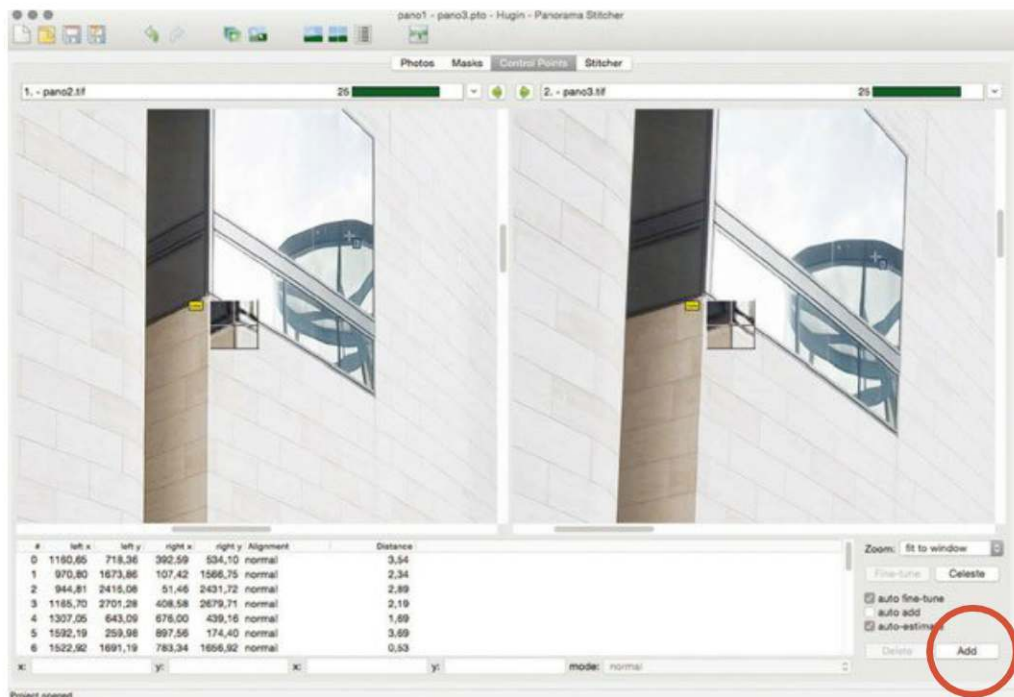 pano1 - pano3.pto - Hugin - Panorama Stitcher
Photos Masks Control Points Stitcher
1. - pano2.tif 25 2. - pano3.tif 25
# left x left y right x right y Alignment Distance
0 1160,65 718,36 392,59 534,10 normal 3,54
1 970,80 1673,86 107,42 1566,75 normal 2,34
2 944,81 2415,08 51,46 2431,72 normal 2,89
3 1165,70 2701,28 408,58 2679,71 normal 2,19
4 1307,05 643,09 676,00 439,16 normal 1,69
5 1592,19 259,98 897,56 174,40 normal 3,69
6 1522,92 1691,19 783,34 1656,92 normal 0,53
x: y: x: y: mode: normal
Zoom: fit to window
Fine-tune Celeste
auto fine-tune
auto add
auto-estimate
Delete Add
Project opened